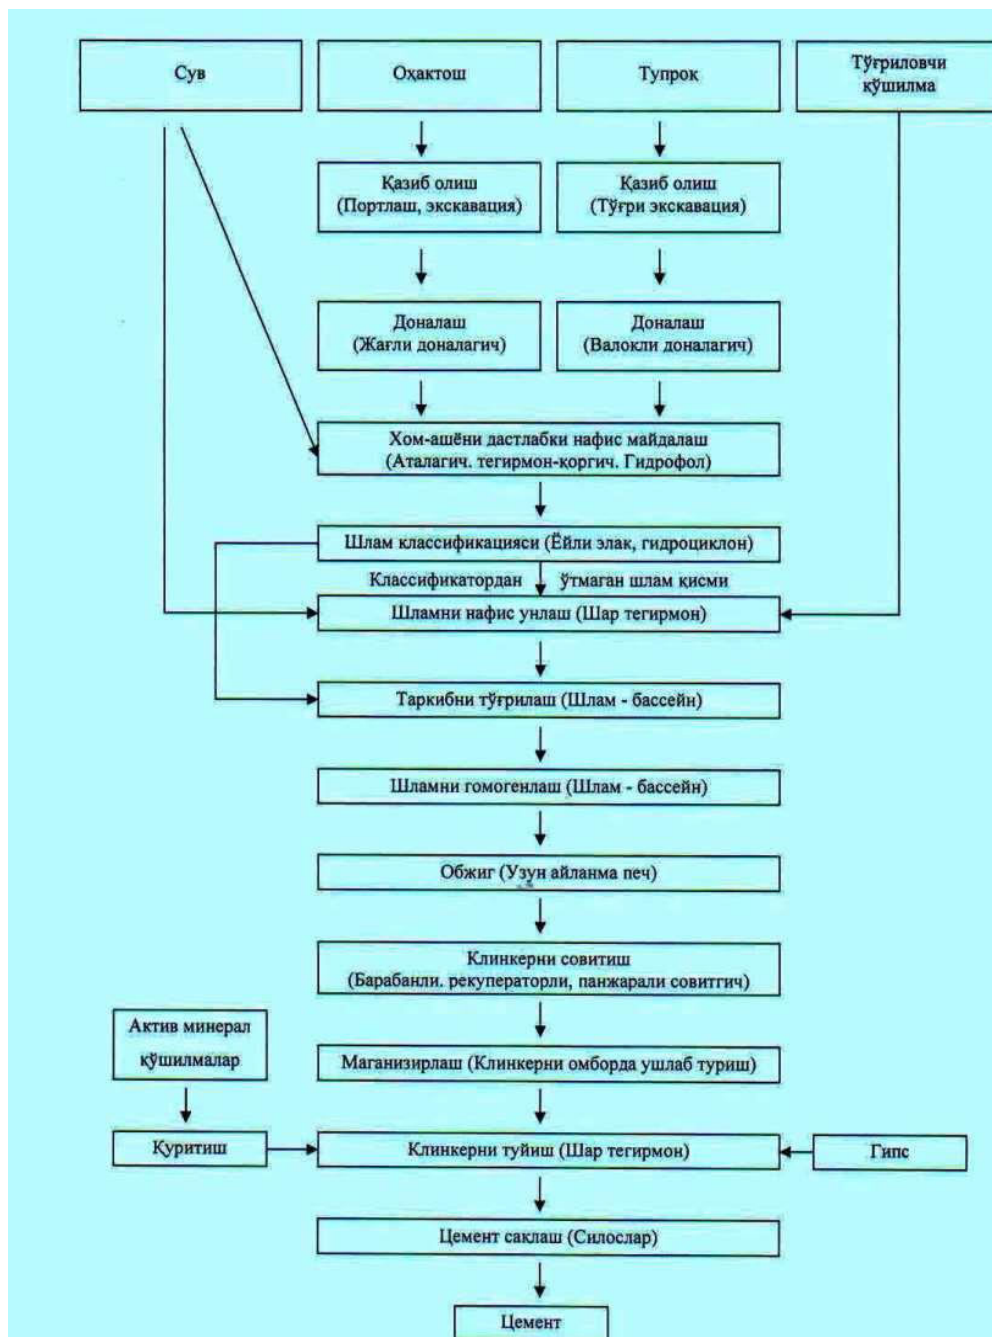 Сув
Оҳактош
Тупрок
Тўғриловчи
қўшилма
Қазиб олиш
(Портлаш, экскавация)
Қазиб олиш
(Тўғри экскавация)
Доналаш
(Жағли доналагич)
Доналаш
(Валокли доналагич)
Хом-ашёни дастлабки нафис майдалаш
(Аталагич. тегирмон-қоргич. Гидрофол)
Шлам классификацияси (Ёйли элак, гидроциклон)
Классификатордан ўтмаган шлам қисми
Шламни нафис унлаш (Шар тегирмон)
Таркибни тўғрилаш (Шлам - бассейн)
Шламни гомогенлаш (Шлам - бассейн)
Обжиг (Узун айланма печ)
Клинкерни совитиш
(Барабанли. рекуператорли, панжарали совитгич)
Актив минерал
қўшилмалар
Маганизирлаш (Клинкерни омборда ушлаб туриш)
Қуритиш
Клинкерни туйиш (Шар тегирмон)
Гипс
Цемент саклаш (Силослар)
Цемент